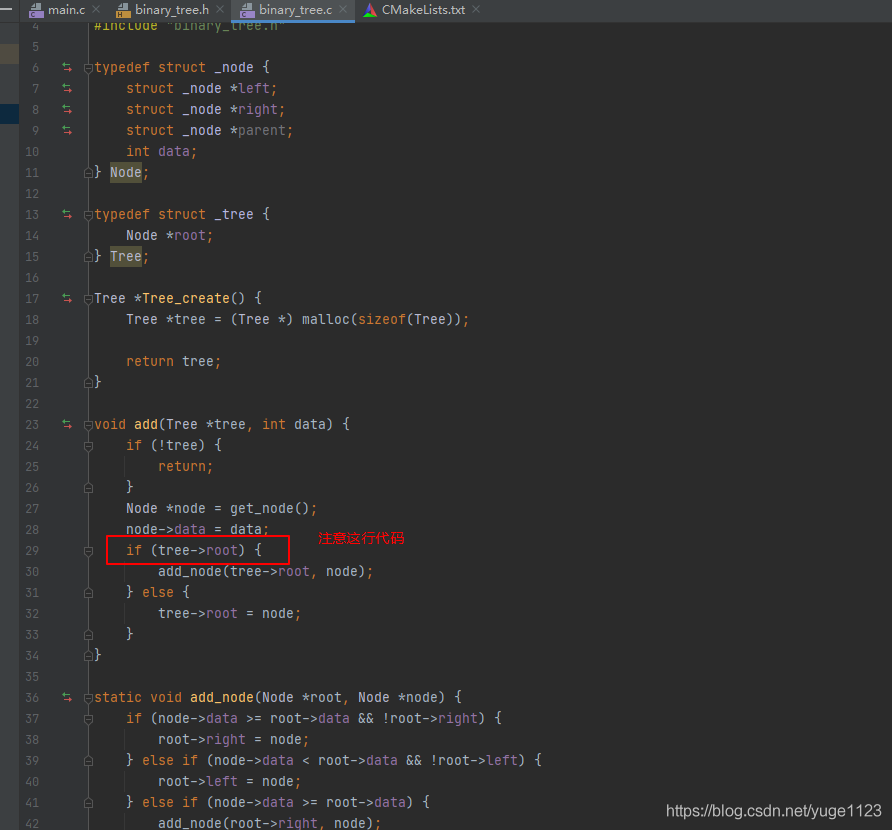 main.c binary_tree.h binary_tree.c CMakeLists.txt
4 #include "binary_tree.h"
5
6 typedef struct _node {
7 struct _node *left;
8 struct _node *right;
9 struct _node *parent;
10 int data;
11 } Node;
12
13 typedef struct _tree {
14 Node *root;
15 } Tree;
16
17 Tree *Tree_create() {
18 Tree *tree = (Tree *) malloc(sizeof(Tree));
19
20 return tree;
21 }
22
23 void add(Tree *tree, int data) {
24 if (!tree) {
25 return;
26 }
27 Node *node = get_node();
28 node->data = data;
29 if (tree->root) { 注意这行代码
30 add_node(tree->root, node);
31 } else {
32 tree->root = node;
33 }
34 }
35
36 static void add_node(Node *root, Node *node) {
37 if (node->data >= root->data && !root->right) {
38 root->right = node;
39 } else if (node->data < root->data && !root->left) {
40 root->left = node;
41 } else if (node->data >= root->data) {
42 add_node(root->right, node);
https://blog.csdn.net/yuge1123